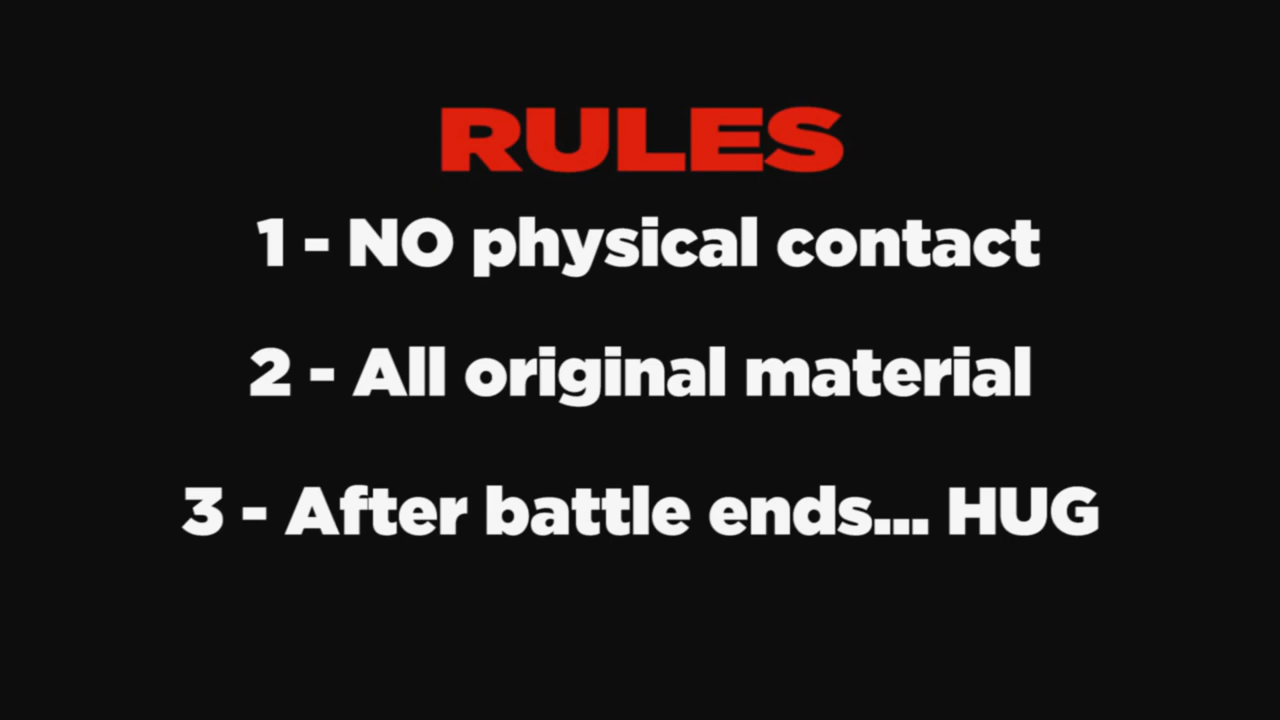 RULES
1 - NO physical contact
2 - All original material
3 - After battle ends... HUG